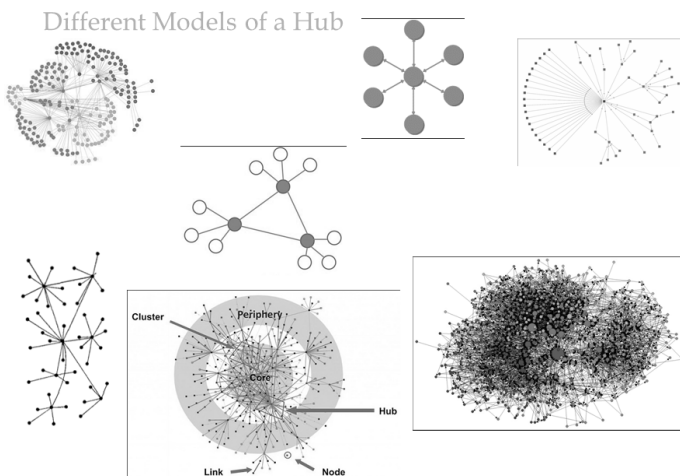 Different Models of a Hub
Periphery
Cluster
Core
Hub
Link
Node